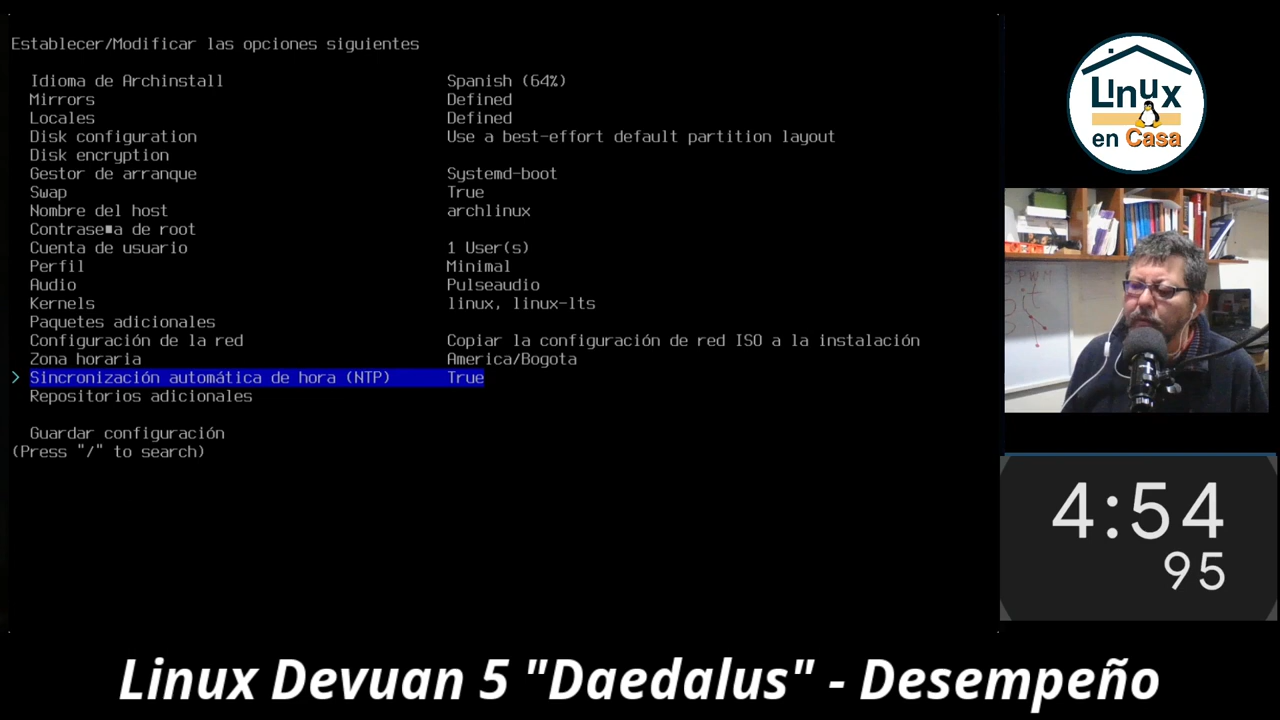 Establecer/Modificar las opciones siguientes
Idioma de Archinstall Spanish (64%)
Mirrors Defined
Locales Defined
Disk configuration Use a best-effort default partition layout
Disk encryption
Gestor de arranque Systemd-boot
Swap True
Nombre del host archlinux
Contrase■a de root
Cuenta de usuario 1 User(s)
Perfil Minimal
Audio Pulseaudio
Kernels linux, linux-lts
Paquetes adicionales
Configuración de la red Copiar la configuración de red ISO a la instalación
Zona horaria America/Bogota
> Sincronización automática de hora (NTP) True
Repositorios adicionales
Guardar configuración
(Press "/" to search)
Linux
en Casa
4:54
95
Linux Devuan 5 "Daedalus" - Desempeño